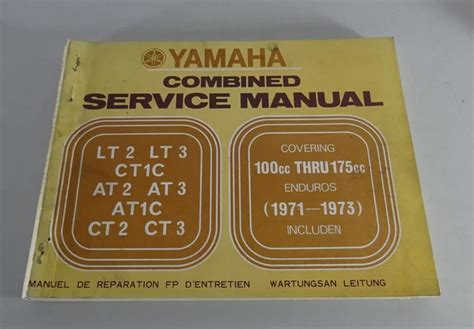 YAMAHA
COMBINED
SERVICE MANUAL
LT 2 LT 3
CT1C
AT 2 AT 3
AT1C
CT 2 CT 3
COVERING
100cc THRU 175cc
ENDUROS
(1971—1973)
INCLUDEN
MANUEL DE REPARATION FP D'ENTRETIEN WARTUNGSAN LEITUNG